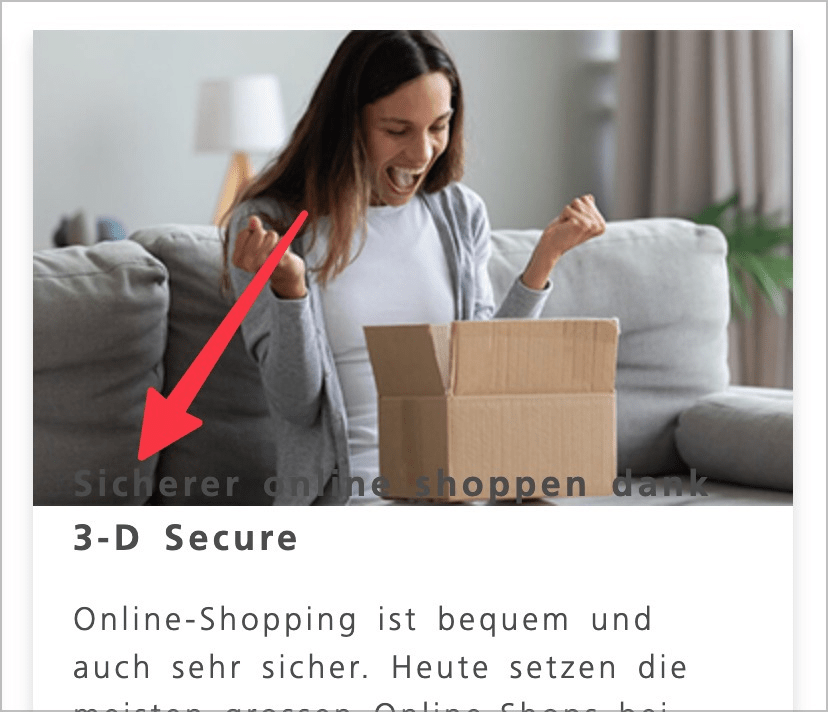 Sicherer online shoppen dank
3-D Secure
Online-Shopping ist bequem und
auch sehr sicher. Heute setzen die
meisten grossen Online-Shops bei